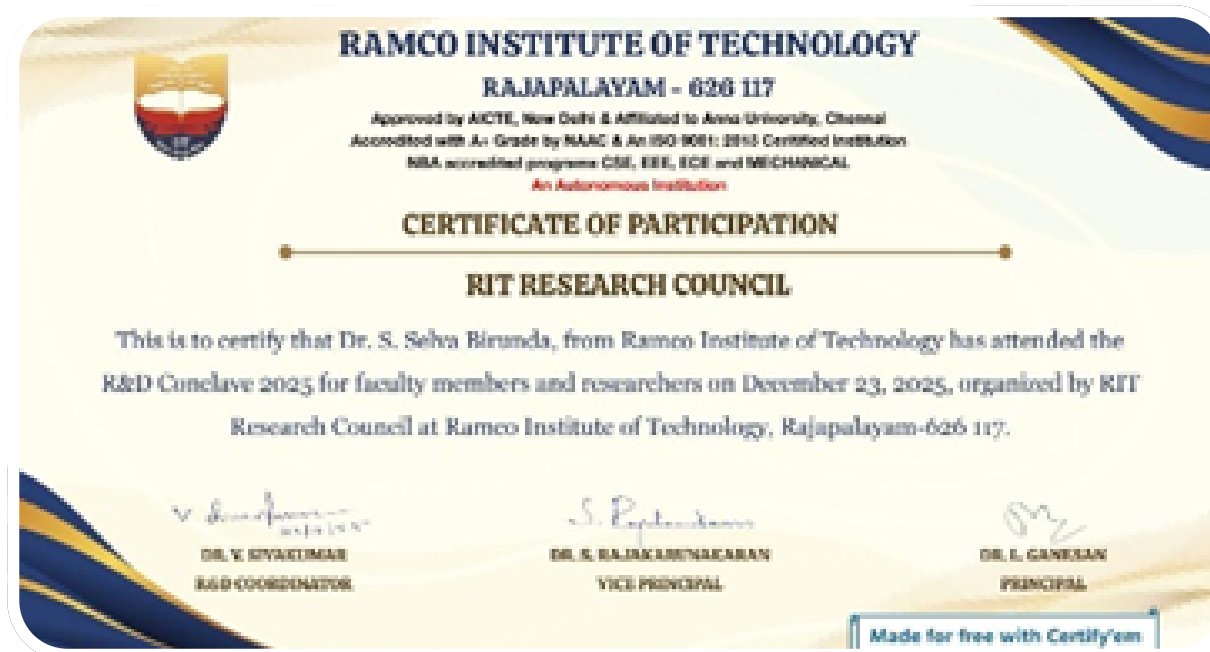 RAMCO INSTITUTE OF TECHNOLOGY
RAJAPALAYAM - 626 117
Approved by AICTE, New Delhi & Affiliated to Anna University, Chennai
Accredited with A+ Grade by NAAC & An ISO 9001: 2015 Certified Institution
NBA accredited programs CSE, EEE, ECE and MECHANICAL
An Autonomous Institution
CERTIFICATE OF PARTICIPATION
RIT RESEARCH COUNCIL
This is to certify that Dr. S. Selva Birunda, from Ramco Institute of Technology has attended the
R&D Conclave 2025 for faculty members and researchers on December 23, 2025, organized by RIT
Research Council at Ramco Institute of Technology, Rajapalayam-626 117.
DR. V. SIVAKUMAR
R&D COORDINATOR
DR. S. RAJAKARUNAKARAN
VICE PRINCIPAL
DR. L. GANESAN
PRINCIPAL
Made for free with Certify'em